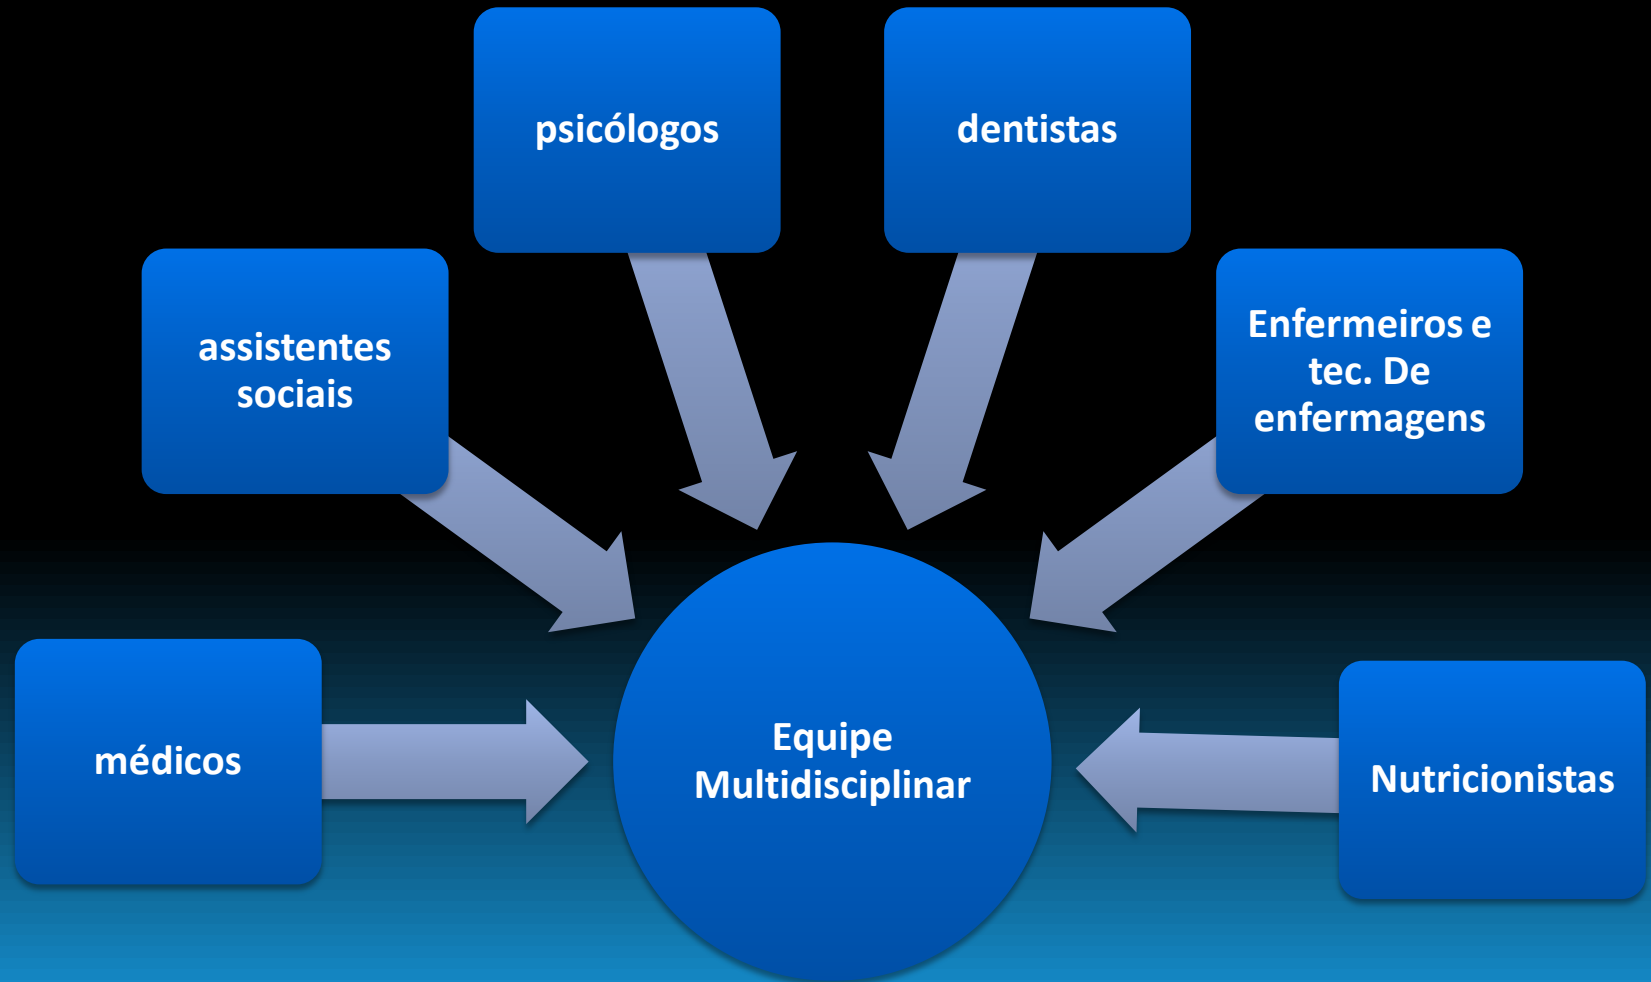 psicólogos
dentistas
assistentes
sociais
Enfermeiros e
tec. De
enfermagens
médicos
Equipe
Multidisciplinar
Nutricionistas